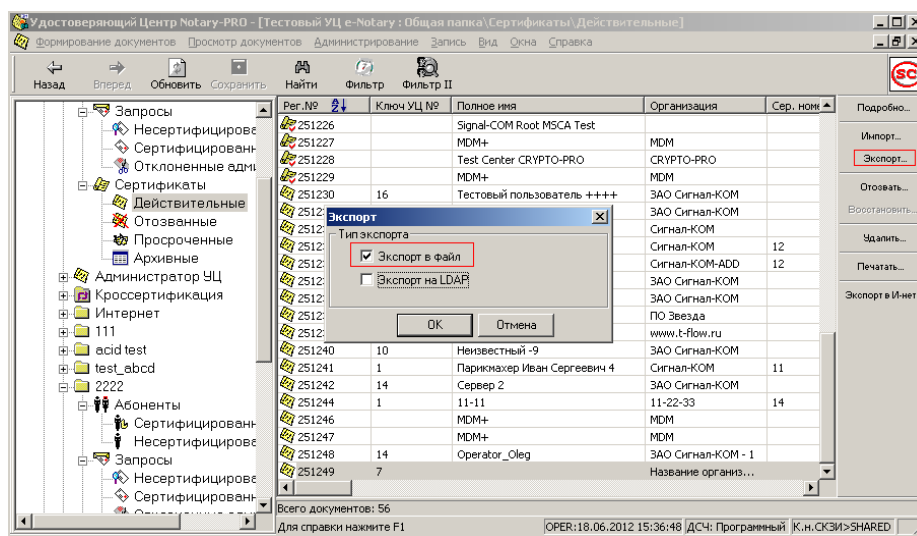 Удостоверяющий Центр Notary-PRO - [Тестовый УЦ e-Notary : Общая папка\Сертификаты\Действительные]
Формирование документов Просмотр документов Администрирование Запись Вид Окна Справка
Назад Вперед Обновить Сохранить Найти Фильтр Фильтр II
Запросы
Несертифицирова
Сертифицированн
Отклоненные адми
Сертификаты
Действительные
Отозванные
Просроченные
Архивные
Администратор УЦ
Кроссертификация
Интернет
111
acid test
test_abcd
2222
Абоненты
Сертифицированн
Несертифицирова
Запросы
Несертифицирова
Сертифицированн
Рег.№ Ключ УЦ № Полное имя Организация Сер. ном
251226 Signal-COM Root MSCA Test
251227 MDM+ MDM
251228 Test Center CRYPTO-PRO CRYPTO-PRO
251229 MDM+ MDM
251230 16 Тестовый пользователь ++++ ЗАО Сигнал-КОМ
ЗАО Сигнал-КОМ
Сигнал-КОМ
Сигнал-КОМ 12
Сигнал-КОМ-ADD 12
ЗАО Сигнал-КОМ
ЗАО Сигнал-КОМ
ПО Звезда
www.t-flow.ru
251240 10 Неизвестный -9 ЗАО Сигнал-КОМ
251241 1 Парикмахер Иван Сергеевич 4 Сигнал-КОМ 11
251242 14 Сервер 2 ЗАО Сигнал-КОМ
251244 1 11-11 11-22-33 14
251246 MDM+ MDM
251247 MDM+ MDM
251248 14 Operator_Oleg ЗАО Сигнал-КОМ - 1
251249 7 Название организ...
Экспорт
Тип экспорта
Экспорт в файл
Экспорт на LDAP
OK Отмена
Подробно...
Импорт...
Экспорт...
Отозвать...
Восстановить...
Удалить...
Печатать...
Экспорт в И-нет
Всего документов: 56
Для справки нажмите F1 OPER:18.06.2012 15:36:48 ДСЧ: Программный К.н.СКЗИ>SHARED